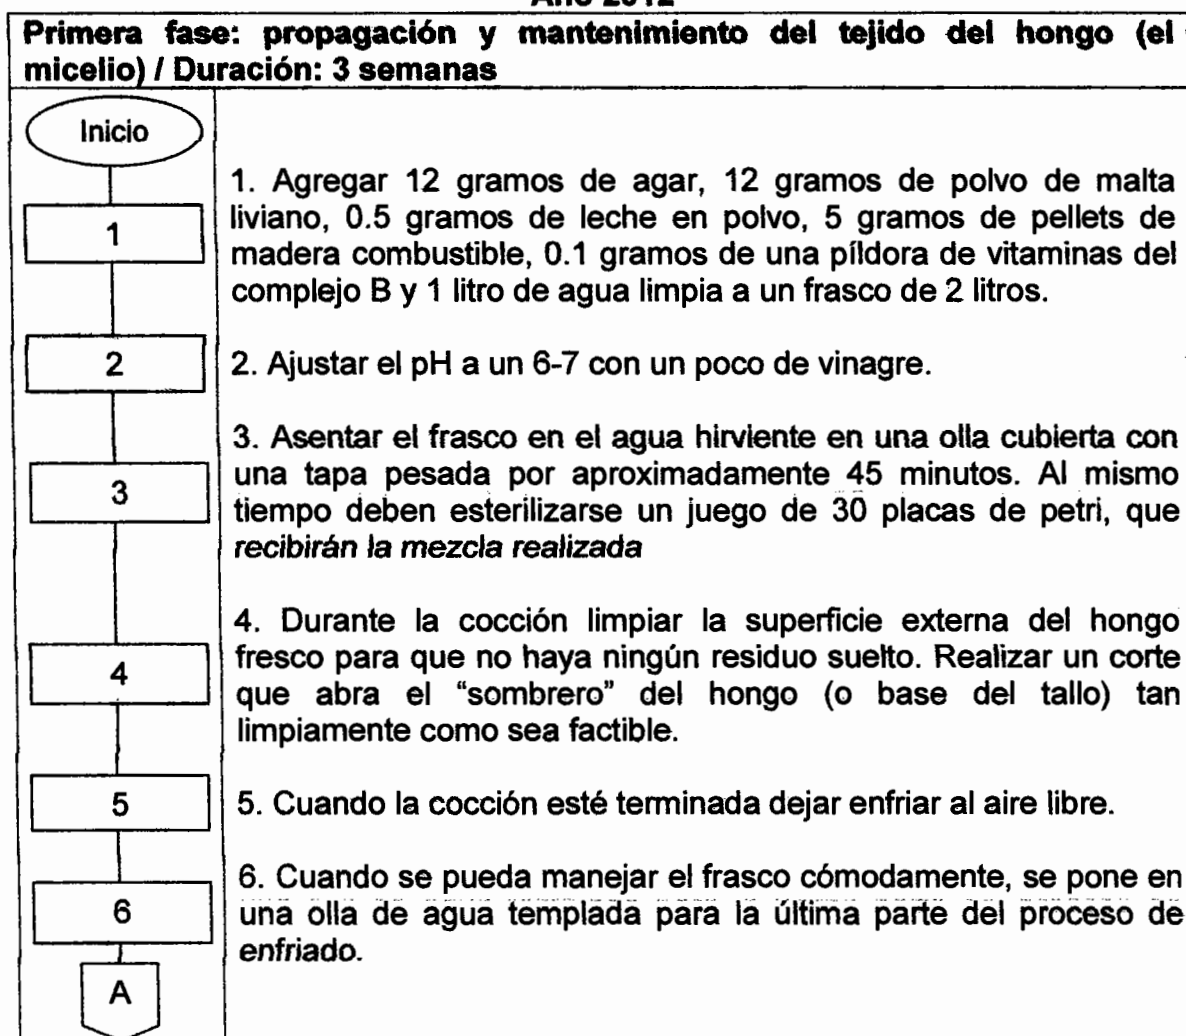 Año 2012
Primera fase: propagación y mantenimiento del tejido del hongo (el
micelio) / Duración: 3 semanas
Inicio
1
1. Agregar 12 gramos de agar, 12 gramos de polvo de malta
liviano, 0.5 gramos de leche en polvo, 5 gramos de pellets de
madera combustible, 0.1 gramos de una píldora de vitaminas del
complejo B y 1 litro de agua limpia a un frasco de 2 litros.
2
2. Ajustar el pH a un 6-7 con un poco de vinagre.
3
3. Asentar el frasco en el agua hirviente en una olla cubierta con
una tapa pesada por aproximadamente 45 minutos. Al mismo
tiempo deben esterilizarse un juego de 30 placas de petri, que
recibirán la mezcla realizada
4
4. Durante la cocción limpiar la superficie externa del hongo
fresco para que no haya ningún residuo suelto. Realizar un corte
que abra el “sombrero” del hongo (o base del tallo) tan
limpiamente como sea factible.
5
5. Cuando la cocción esté terminada dejar enfriar al aire libre.
6
6. Cuando se pueda manejar el frasco cómodamente, se pone en
una olla de agua templada para la última parte del proceso de
enfriado.
A